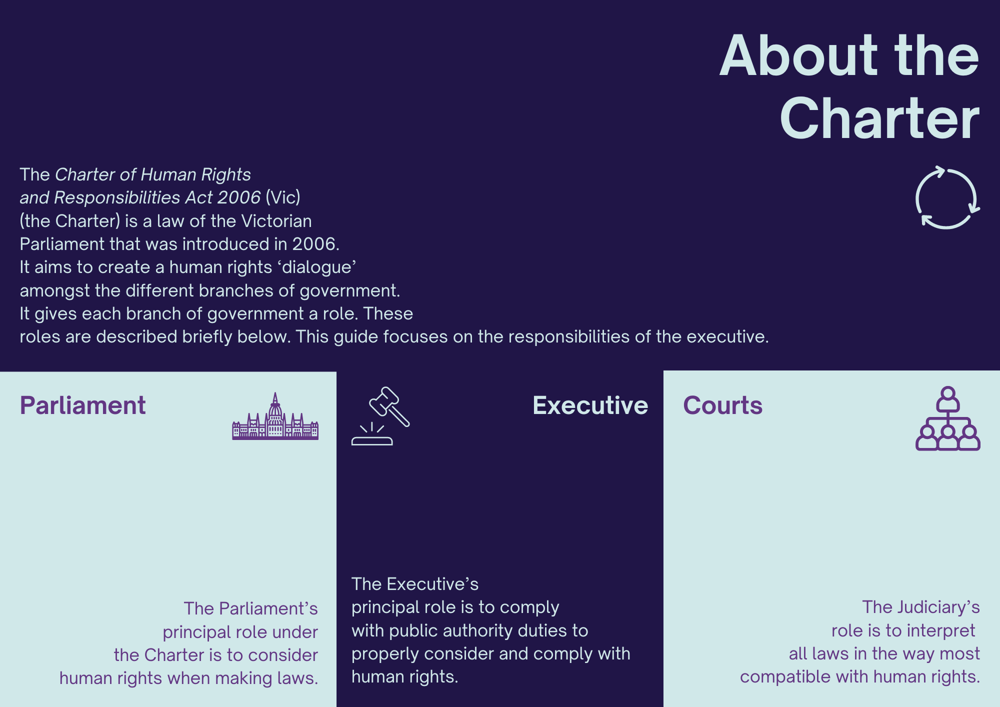 About the
Charter
The Charter of Human Rights
and Responsibilities Act 2006 (Vic)
(the Charter) is a law of the Victorian
Parliament that was introduced in 2006.
It aims to create a human rights ‘dialogue’
amongst the different branches of government.
It gives each branch of government a role. These
roles are described briefly below. This guide focuses on the responsibilities of the executive.
Parliament
The Parliament’s
principal role under
the Charter is to consider
human rights when making laws.
Executive
The Executive’s
principal role is to comply
with public authority duties to
properly consider and comply with
human rights.
Courts
The Judiciary’s
role is to interpret
all laws in the way most
compatible with human rights.